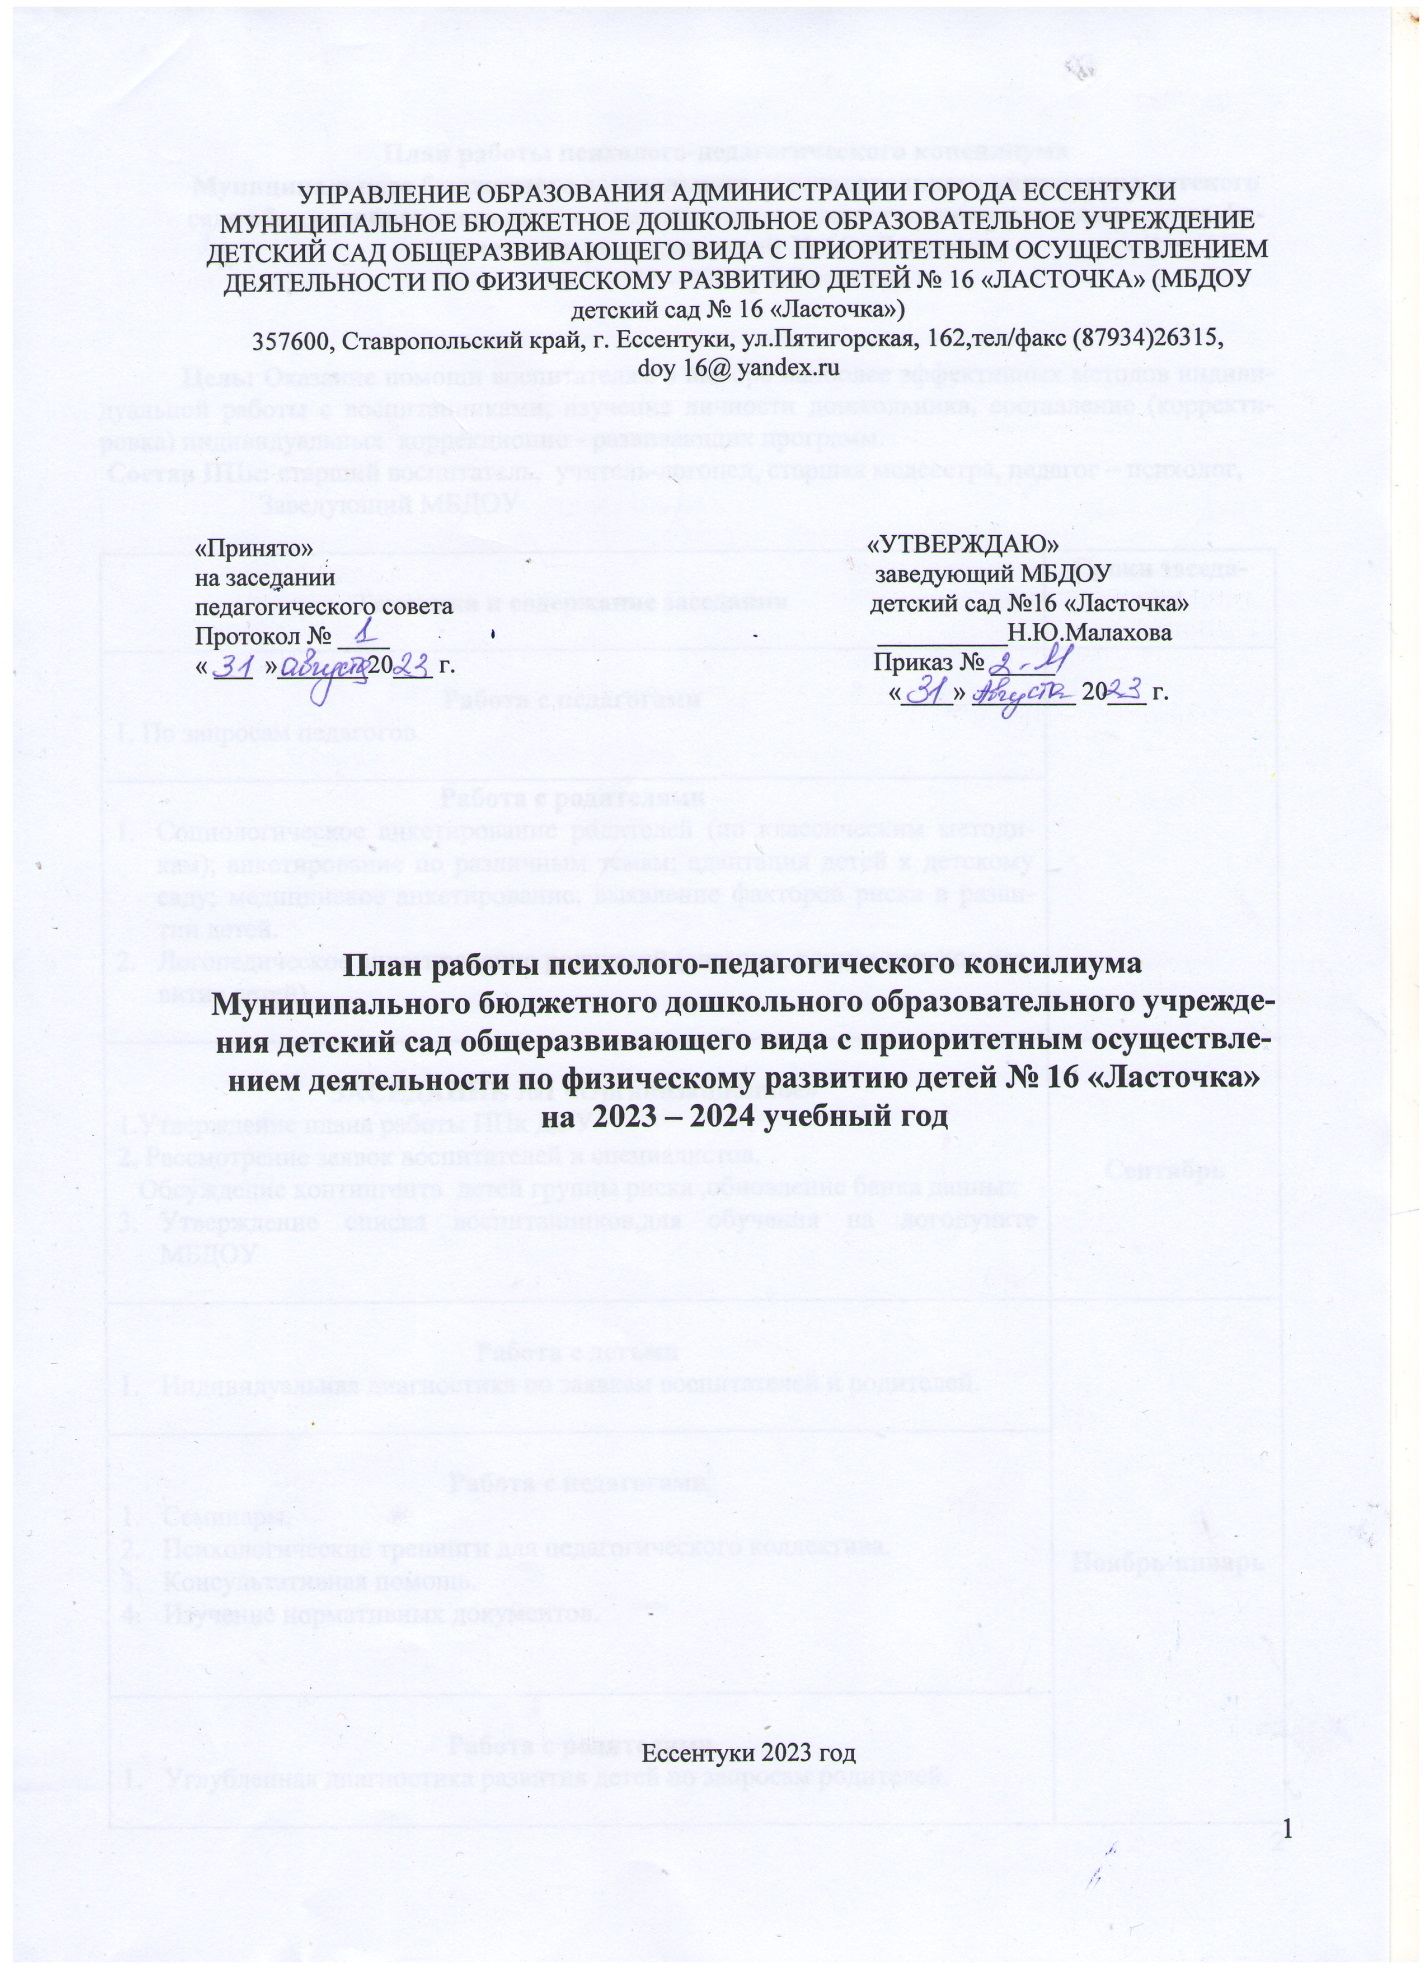 УПРАВЛЕНИЕ ОБРАЗОВАНИЯ АДМИНИСТРАЦИИ ГОРОДА ЕССЕНТУКИ
МУНИЦИПАЛЬНОЕ БЮДЖЕТНОЕ ДОШКОЛЬНОЕ ОБРАЗОВАТЕЛЬНОЕ УЧРЕЖДЕНИЕ
ДЕТСКИЙ САД ОБЩЕРАЗВИВАЮЩЕГО ВИДА С ПРИОРИТЕТНЫМ ОСУЩЕСТВЛЕНИЕМ
ДЕЯТЕЛЬНОСТИ ПО ФИЗИЧЕСКОМУ РАЗВИТИЮ ДЕТЕЙ № 16 «ЛАСТОЧКА» (МБДОУ
детский сад № 16 «Ласточка»)
357600, Ставропольский край, г. Ессентуки, ул.Пятигорская, 162,тел/факс (87934)26315,
doy 16@ yandex.ru
«Принято»
на заседании
педагогического совета
Протокол № 1
« 31 » августа 2023 г.
«УТВЕРЖДАЮ»
заведующий МБДОУ
детский сад №16 «Ласточка»
__________Н.Ю.Малахова
Приказ №
« 31 » Августа 2023 г.
План работы психолого-педагогического консилиума
Муниципального бюджетного дошкольного образовательного учрежде-
ния детский сад общеразвивающего вида с приоритетным осуществле-
нием деятельности по физическому развитию детей № 16 «Ласточка»
на 2023 – 2024 учебный год
Ессентуки 2023 год
1